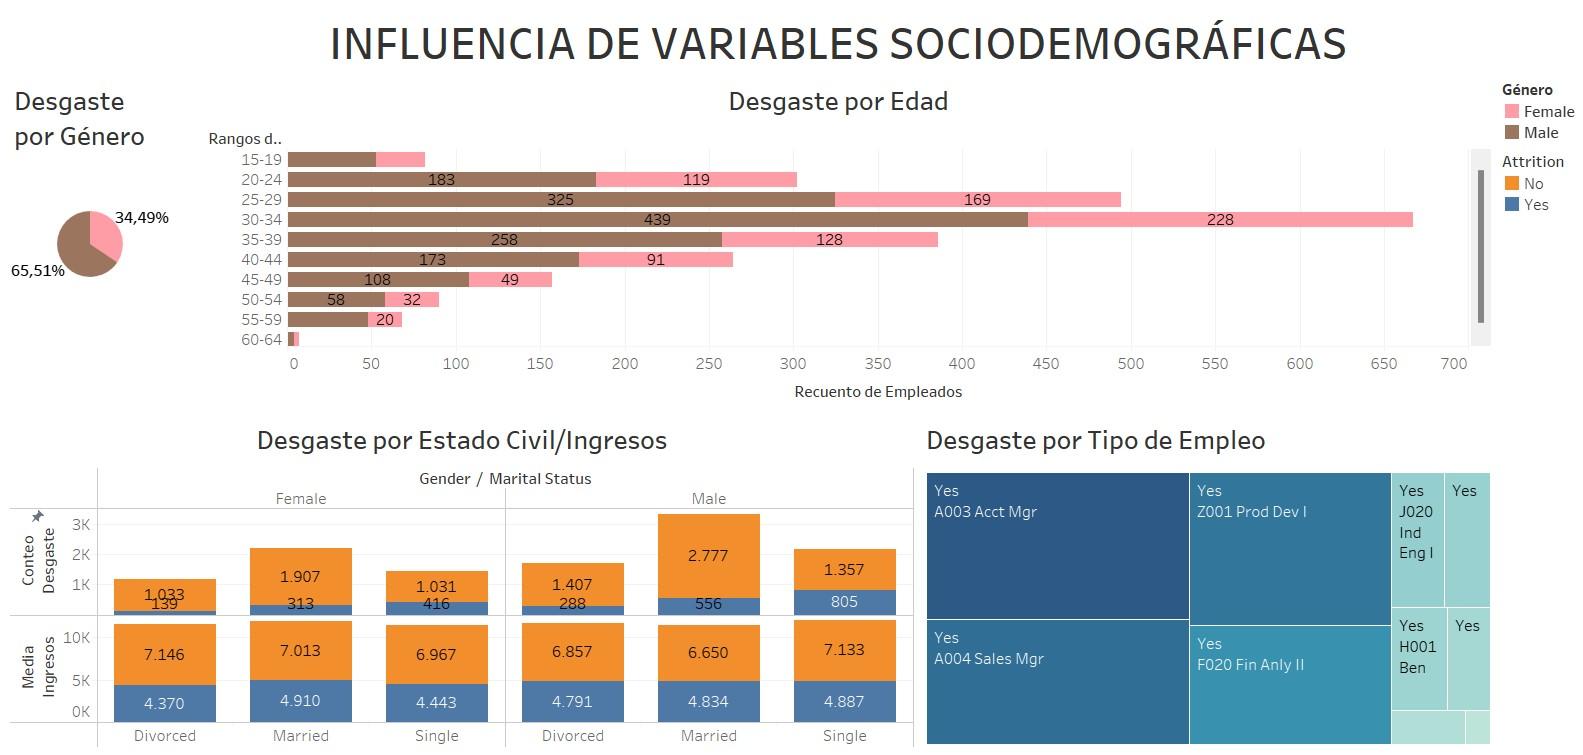 INFLUENCIA DE VARIABLES SOCIODEMOGRÁFICAS
Desgaste
por Género
34,49%
65,51%
Desgaste por Edad
Rangos d..
15-19
20-24 183 119
25-29 325 169
30-34 439 228
35-39 258 128
40-44 173 91
45-49 108 49
50-54 58 32
55-59 20
60-64
0 50 100 150 200 250 300 350 400 450 500 550 600 650 700
Recuento de Empleados
Género
Female
Male
Attrition
No
Yes
Desgaste por Estado Civil/Ingresos
Gender / Marital Status
Female Male
Conteo
Desgaste
3K
2K
1K
1.033 1.907 1.031 1.407 2.777 1.357
139 313 416 288 556 805
Media
Ingresos
10K
5K
0K
7.146 7.013 6.967 6.857 6.650 7.133
4.370 4.910 4.443 4.791 4.834 4.887
Divorced Married Single Divorced Married Single
Desgaste por Tipo de Empleo
Yes
A003 Acct Mgr
Yes
A004 Sales Mgr
Yes
Z001 Prod Dev I
Yes
F020 Fin Anly II
Yes
J020
Ind
Eng I
Yes
Yes
H001
Ben
Yes